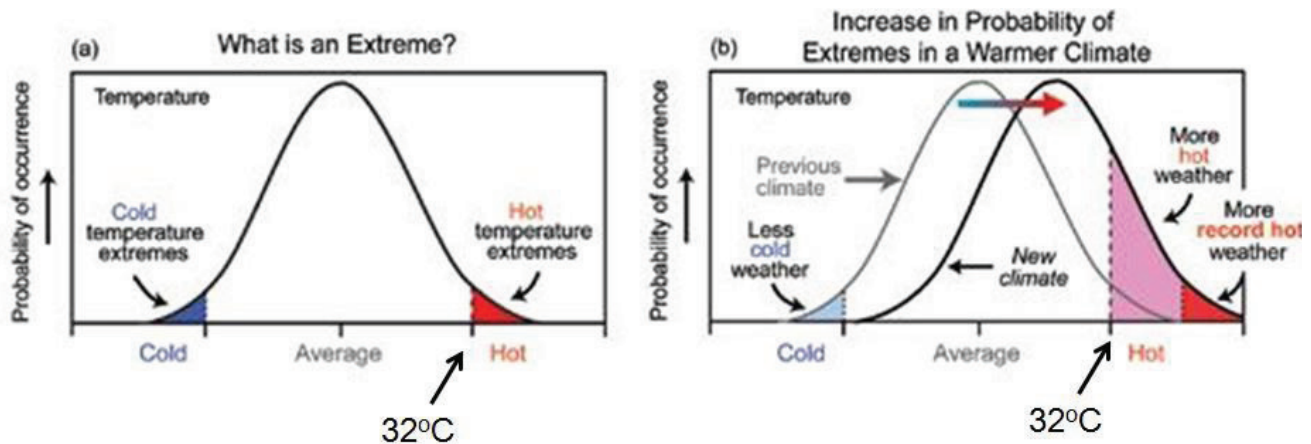 (a)
What is an Extreme?
Temperature
Probability of occurrence
Cold
temperature
extremes
Hot
temperature
extremes
Cold
Average
Hot
32°C
(b)
Increase in Probability of
Extremes in a Warmer Climate
Temperature
Probability of occurrence
Previous
climate
Less
cold
weather
New
climate
More
hot
weather
More
record hot
weather
Cold
Average
Hot
32°C